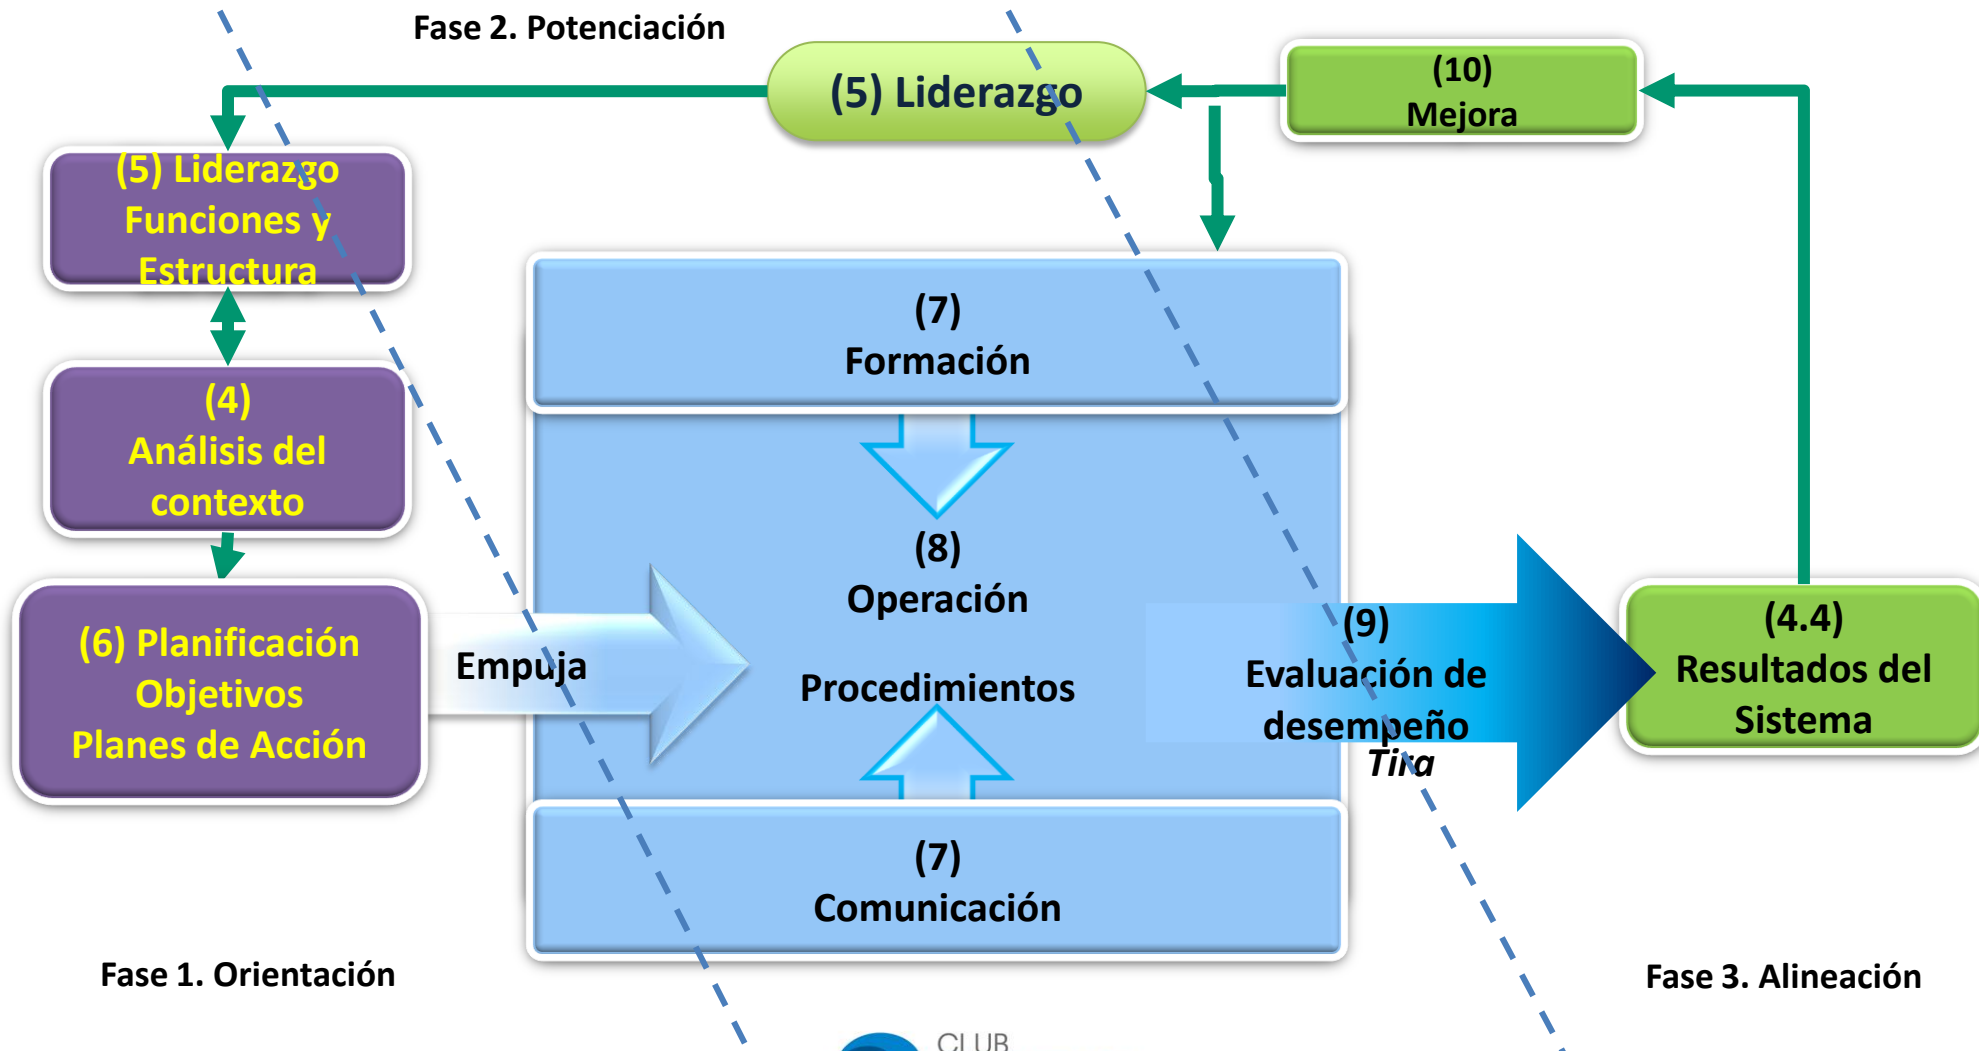 Fase 2. Potenciación
(5) Liderazgo
(10)
Mejora
(5) Liderazgo
Funciones y
Estructura
(4)
Análisis del
contexto
(6) Planificación
Objetivos
Planes de Acción
Empuja
(7)
Formación
(8)
Operación
Procedimientos
(7)
Comunicación
(9)
Evaluación de
desempeño
Tira
(4.4)
Resultados del
Sistema
Fase 1. Orientación
Fase 3. Alineación
CLUB